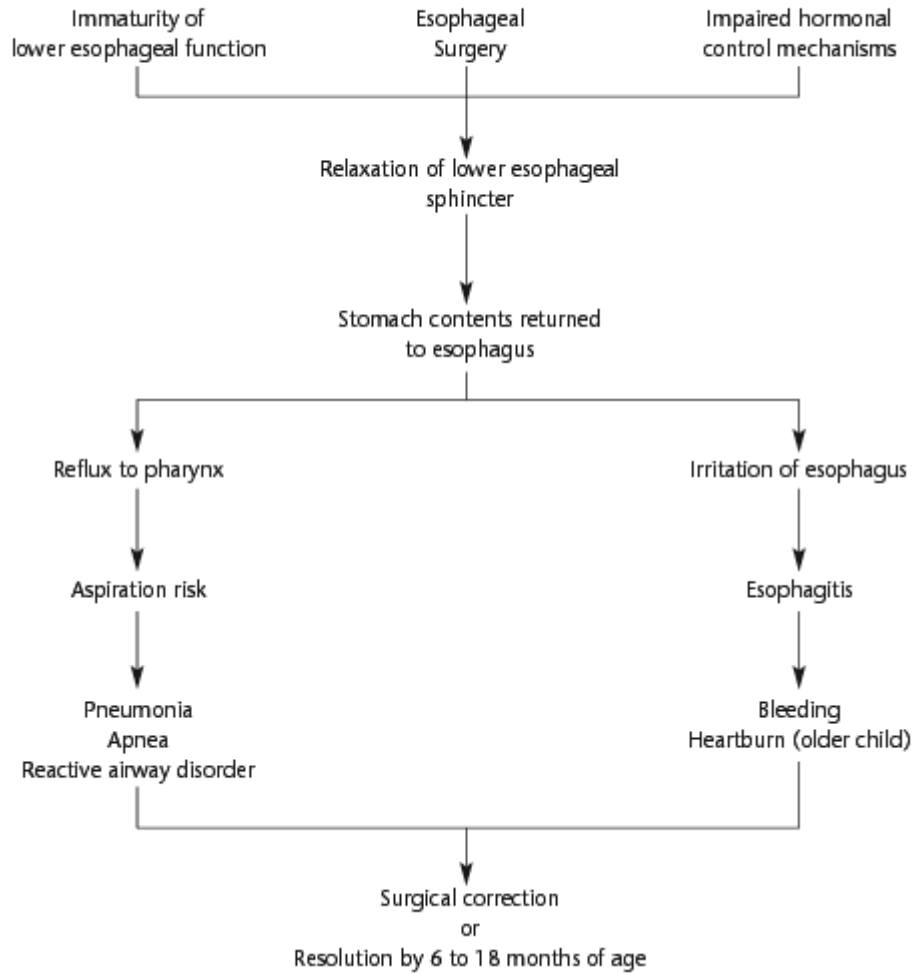 Immaturity of
lower esophageal function
Esophageal
Surgery
Impaired hormonal
control mechanisms
Relaxation of lower esophageal
sphincter
Stomach contents returned
to esophagus
Reflux to pharynx
Irritation of esophagus
Aspiration risk
Esophagitis
Pneumonia
Apnea
Reactive airway disorder
Bleeding
Heartburn (older child)
Surgical correction
or
Resolution by 6 to 18 months of age